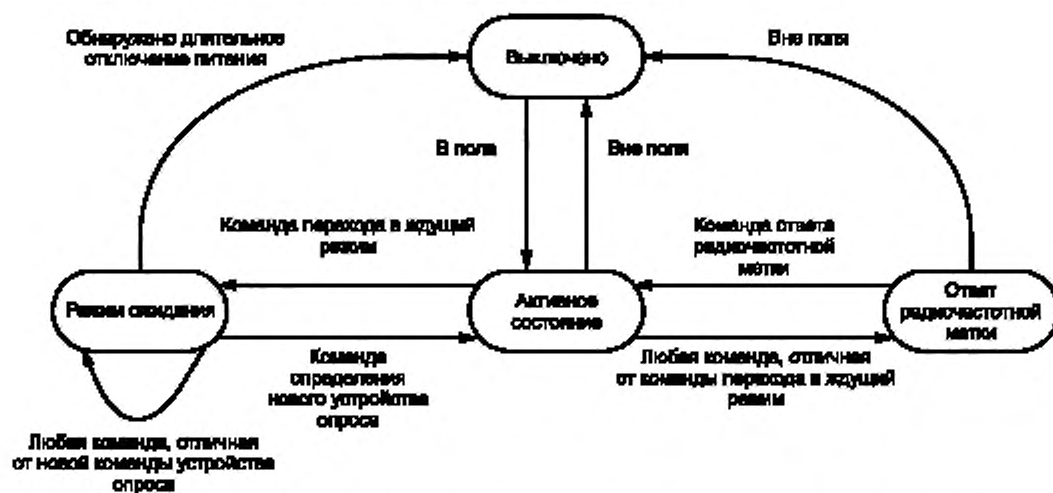 Обнаружено длительное
отключение питания
Выключено
Вне поля
В поле
Вне поля
Команда перехода в ждущий
режим
Команда ответа
радиочастотной
метки
Режим ожидания
Активное
состояние
Ответ
радиочастотной
метки
Команда
определения
нового устройства
опроса
Любая команда, отличная
от команды перехода в ждущий
режим
Любая команда, отличная
от новой команды устройства
опроса